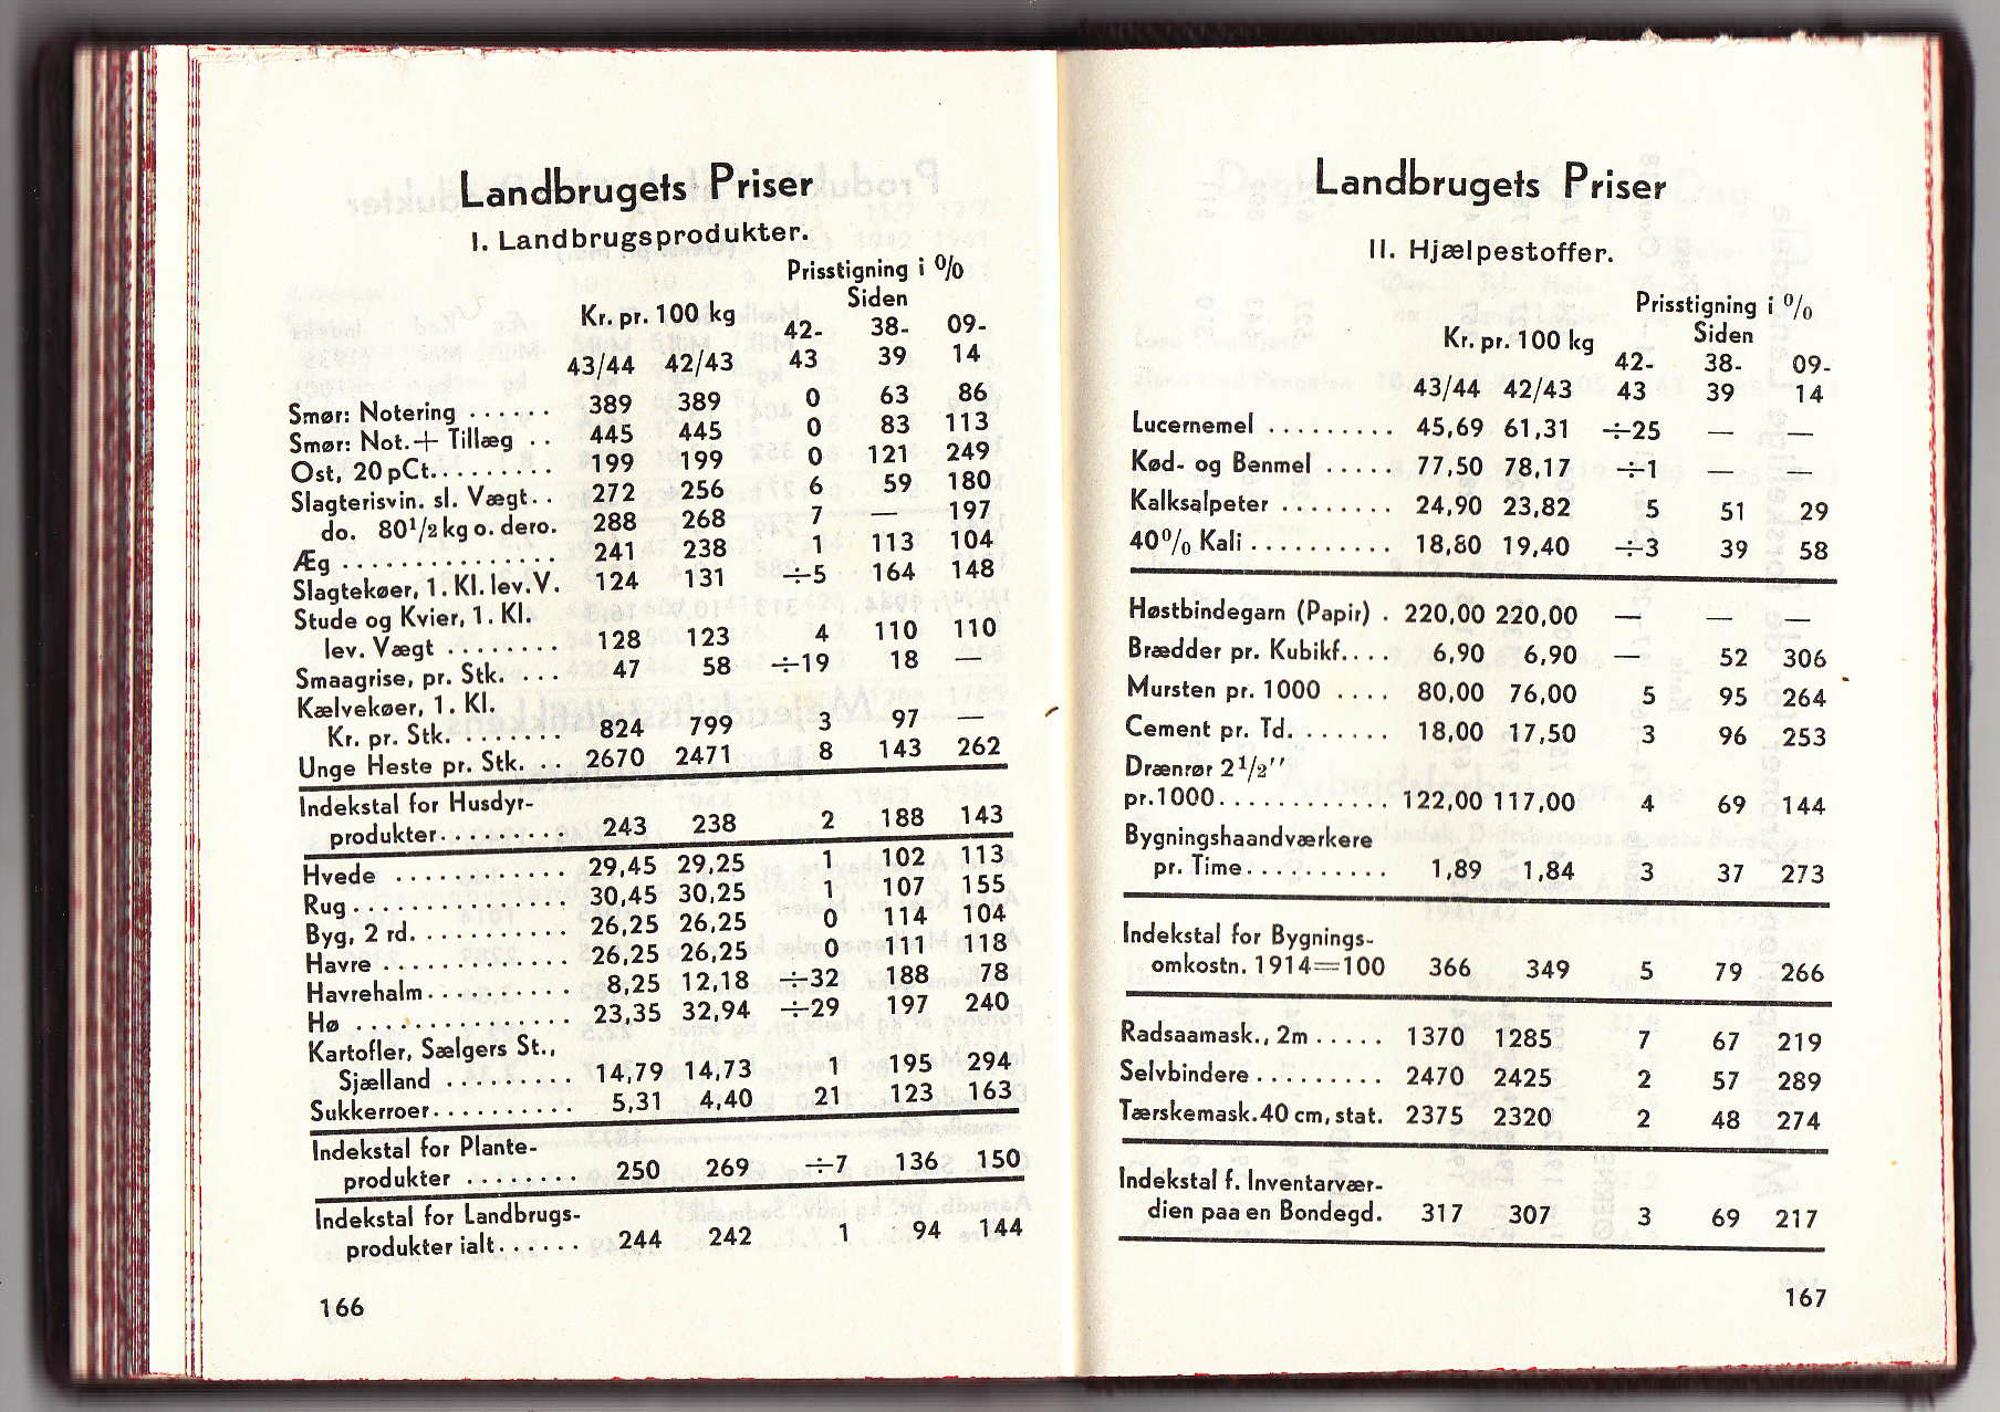 Landbrugets Priser
I. Landbrugsprodukter.
Prisstigning i %
Siden
Kr. pr. 100 kg
42- 38- 09-
43/44 42/43 43 39 14
Smør: Notering ...... 389 389 0 63 86
Smør: Not. + Tillæg .. 445 445 0 83 113
Ost, 20 pCt......... 199 199 0 121 249
Slagterisvin. sl. Vægt.. 272 256 6 59 180
do. 80½ kg o. dero. 288 268 7 — 197
Æg ............... 241 238 1 113 104
Slagtekøer, 1. Kl. lev. V. 124 131 ÷5 164 148
Stude og Kvier, 1. Kl.
lev. Vægt ........ 128 123 4 110 110
Smaagrise, pr. Stk. ... 47 58 ÷19 18 —
Kælvekøer, 1. Kl.
Kr. pr. Stk. ....... 824 799 3 97 —
Unge Heste pr. Stk. .. 2670 2471 8 143 262
Indekstal for Husdyr-
produkter........ 243 238 2 188 143
Hvede ............ 29,45 29,25 1 102 113
Rug............... 30,45 30,25 1 107 155
Byg, 2 rd........... 26,25 26,25 0 114 104
Havre ............. 26,25 26,25 0 111 118
Havrehalm.......... 8,25 12,18 ÷32 188 78
Hø ............... 23,35 32,94 ÷29 197 240
Kartofler, Sælgers St.,
Sjælland ......... 14,79 14,73 1 195 294
Sukkerroer.......... 5,31 4,40 21 123 163
Indekstal for Plante-
produkter ........ 250 269 ÷7 136 150
Indekstal for Landbrugs-
produkter ialt...... 244 242 1 94 144
166
Landbrugets Priser
II. Hjælpestoffer.
Prisstigning i %
Siden
Kr. pr. 100 kg
42- 38- 09-
43/44 42/43 43 39 14
Lucernemel ......... 45,69 61,31 ÷25 — —
Kød- og Benmel ..... 77,50 78,17 ÷1 — —
Kalksalpeter ........ 24,90 23,82 5 51 29
40% Kali .......... 18,80 19,40 ÷3 39 58
Høstbindegarn (Papir) . 220,00 220,00 — — —
Brædder pr. Kubikf.... 6,90 6,90 — 52 306
Mursten pr. 1000 .... 80,00 76,00 5 95 264
Cement pr. Td. ...... 18,00 17,50 3 96 253
Drænrør 2½''
pr. 1000............ 122,00 117,00 4 69 144
Bygningshaandværkere
pr. Time.......... 1,89 1,84 3 37 273
Indekstal for Bygnings-
omkostn. 1914=100 366 349 5 79 266
Radsaamask., 2m ..... 1370 1285 7 67 219
Selvbindere......... 2470 2425 2 57 289
Tærskemask. 40 cm, stat. 2375 2320 2 48 274
Indekstal f. Inventarvær-
dien paa en Bondegd. 317 307 3 69 217
167